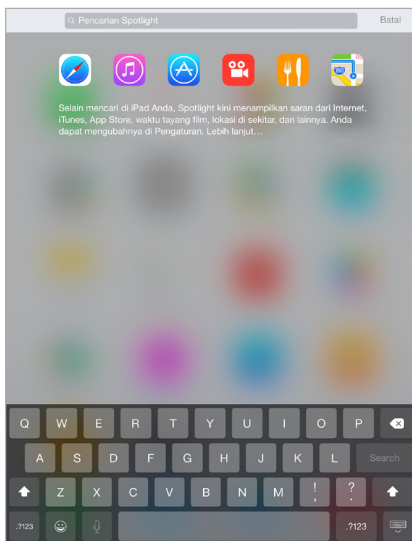 Pencarian Spotlight Batal
Selain mencari di iPad Anda, Spotlight kini menampilkan saran dari Internet,
iTunes, App Store, waktu tayang film, lokasi di sekitar, dan lainnya. Anda
dapat mengubahnya di Pengaturan. Lebih lanjut…
Q W E R T Y U I O P
A S D F G H J K L Search
Z X C V B N M ! , ? .
.?123 .?123